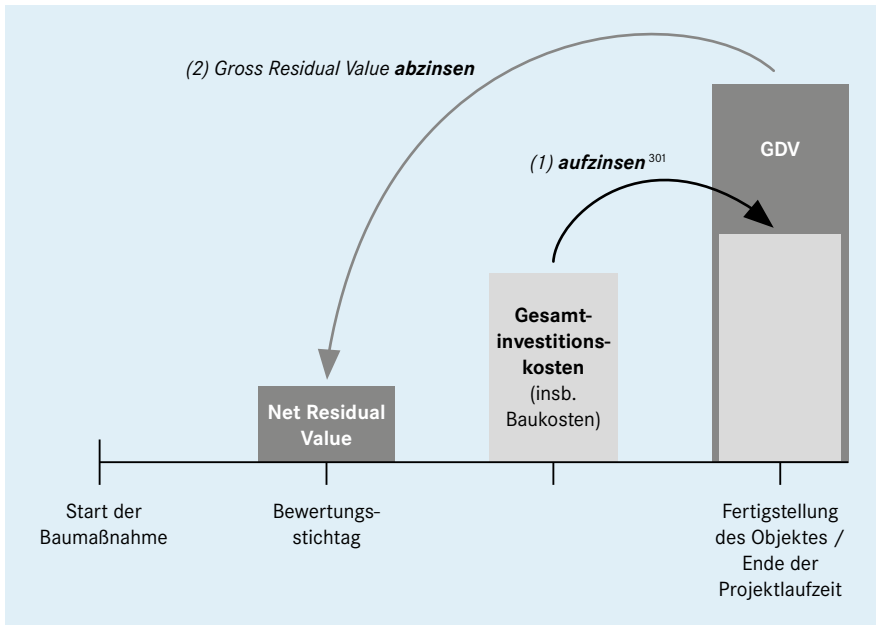 (2) Gross Residual Value abzinsen
(1) aufzinsen 301
GDV
Gesamt-
investitions-
kosten
(insb.
Baukosten)
Net Residual
Value
Start der
Baumaßnahme
Bewertungs-
stichtag
Fertigstellung
des Objektes /
Ende der
Projektlaufzeit